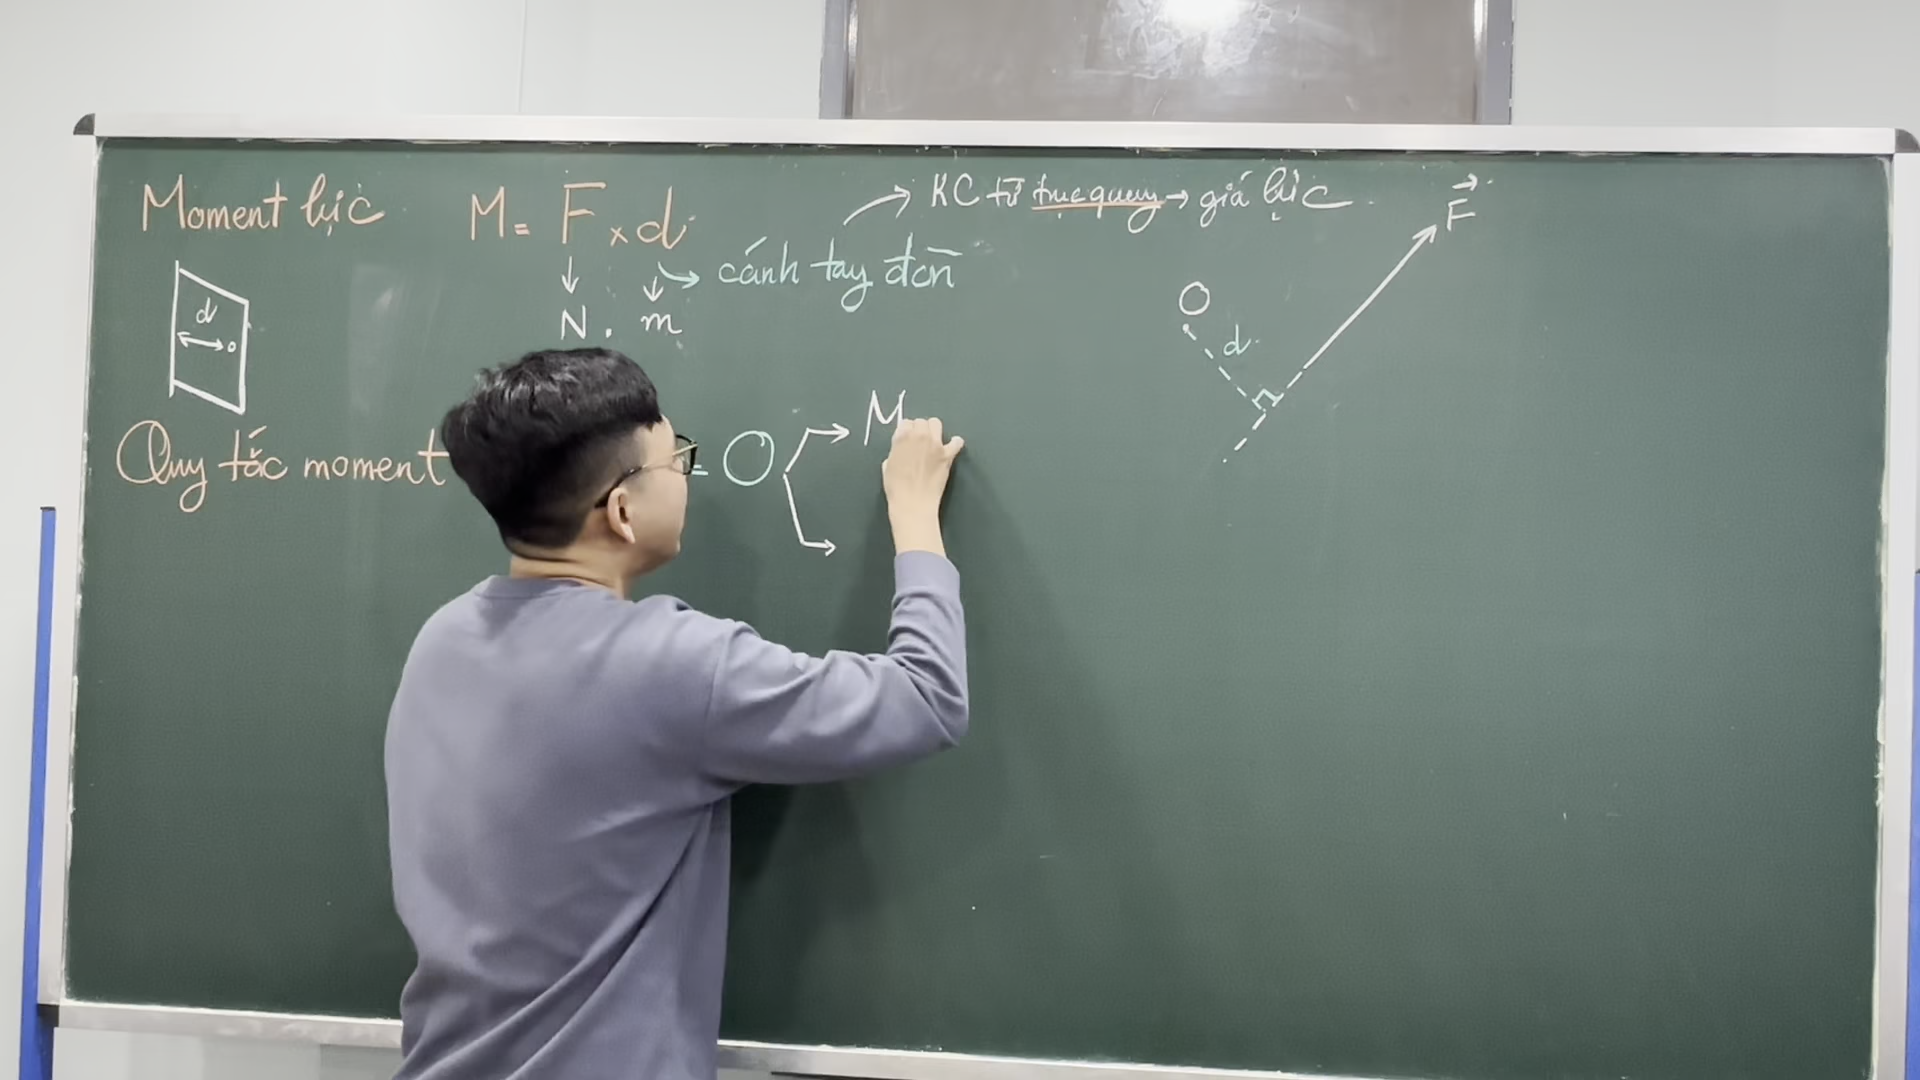 Moment lực M = F x d → KC từ trục quay → giá lực
F
cánh tay đòn
N . m
d
O
d
Quy tắc moment = O
M